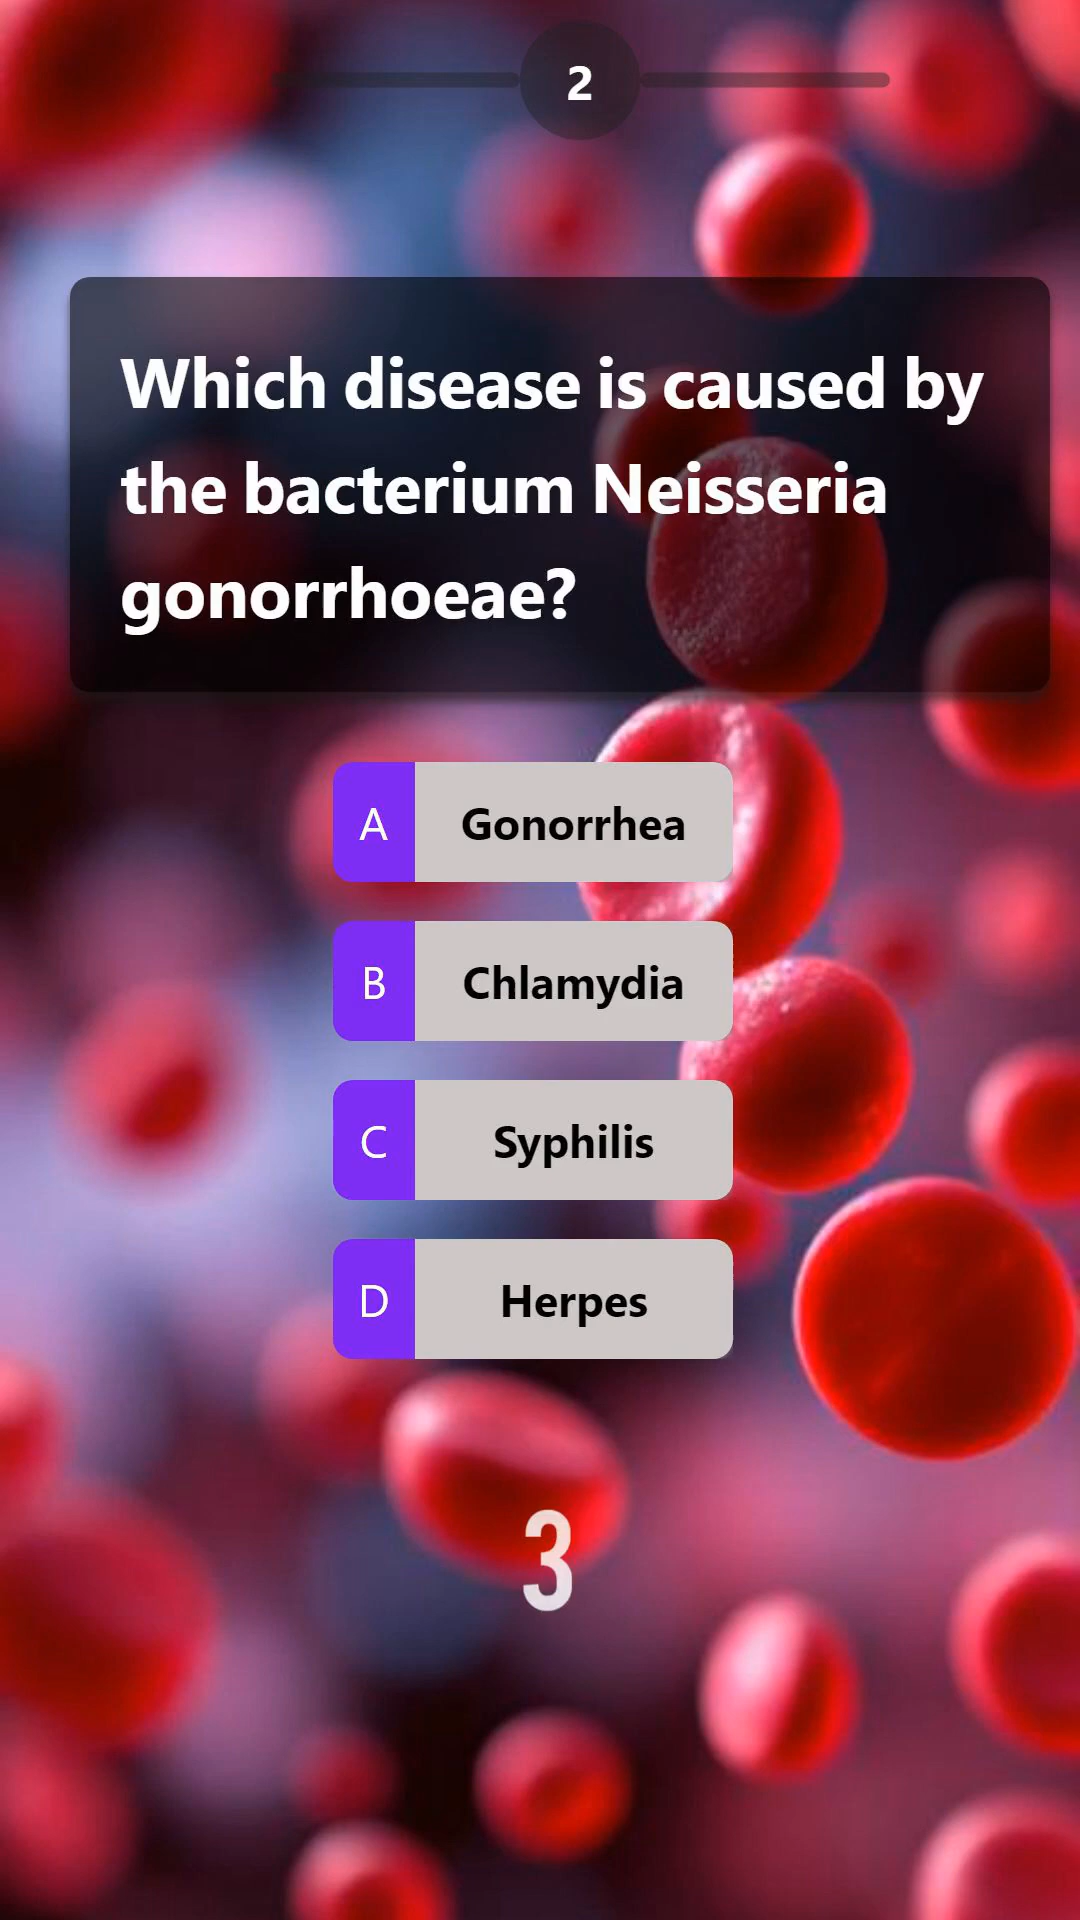 2
Which disease is caused by
the bacterium Neisseria
gonorrhoeae?
A Gonorrhea
B Chlamydia
C Syphilis
D Herpes
3